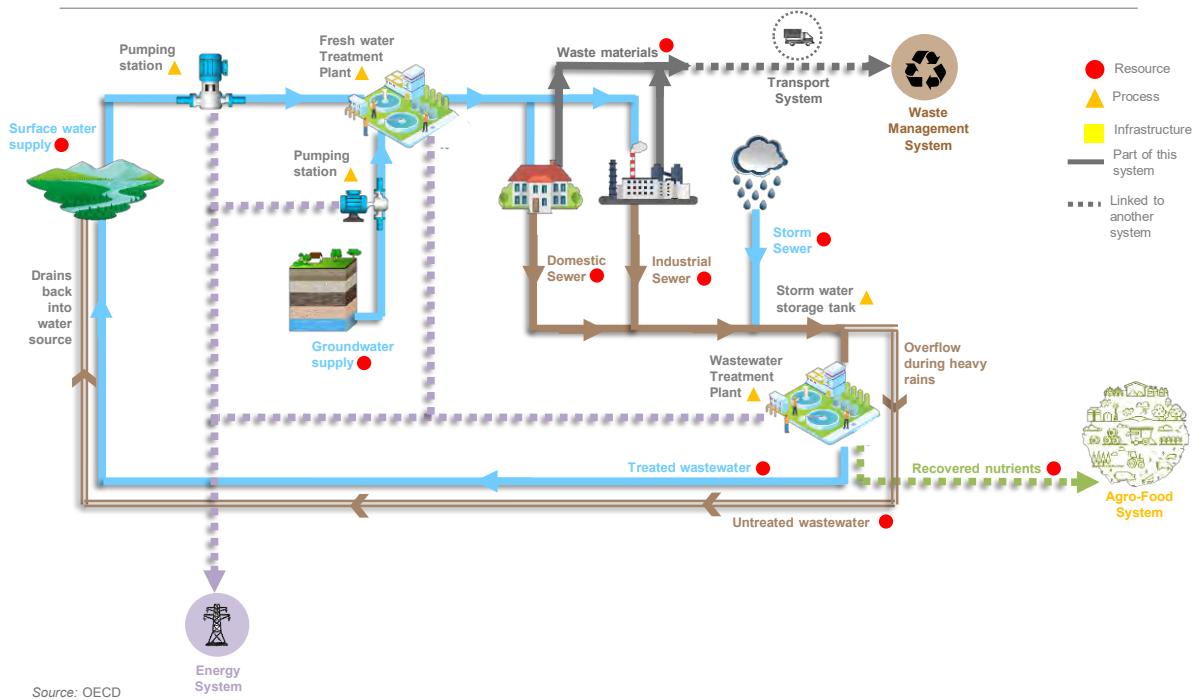 Pumping
station
Fresh water
Treatment
Plant
Waste materials
Transport
System
Waste
Management
System
Resource
Process
Infrastructure
Part of this
system
Linked to
another
system
Surface water
supply
Pumping
station
Storm
Sewer
Domestic
Sewer
Industrial
Sewer
Storm water
storage tank
Drains
back
into
water
source
Groundwater
supply
Wastewater
Treatment
Plant
Overflow
during heavy
rains
Treated wastewater
Recovered nutrients
Agro-Food
System
Untreated wastewater
Energy
System
Source: OECD